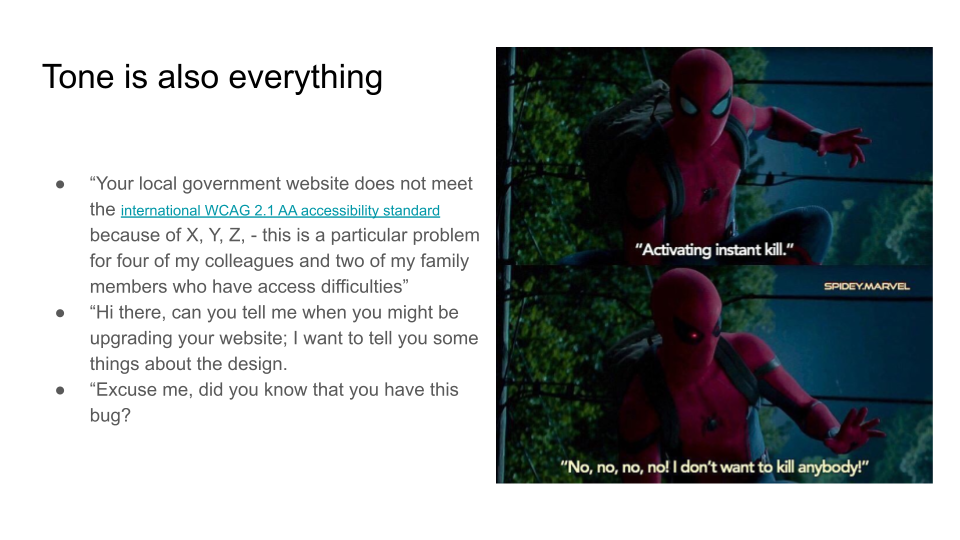 Tone is also everything
● “Your local government website does not meet
the international WCAG 2.1 AA accessibility standard
because of X, Y, Z, - this is a particular problem
for four of my colleagues and two of my family
members who have access difficulties”
● “Hi there, can you tell me when you might be
upgrading your website; I want to tell you some
things about the design.
● “Excuse me, did you know that you have this
bug?
“Activating instant kill.”
SPIDEY.MARVEL
“No, no, no, no! I don’t want to kill anybody!”